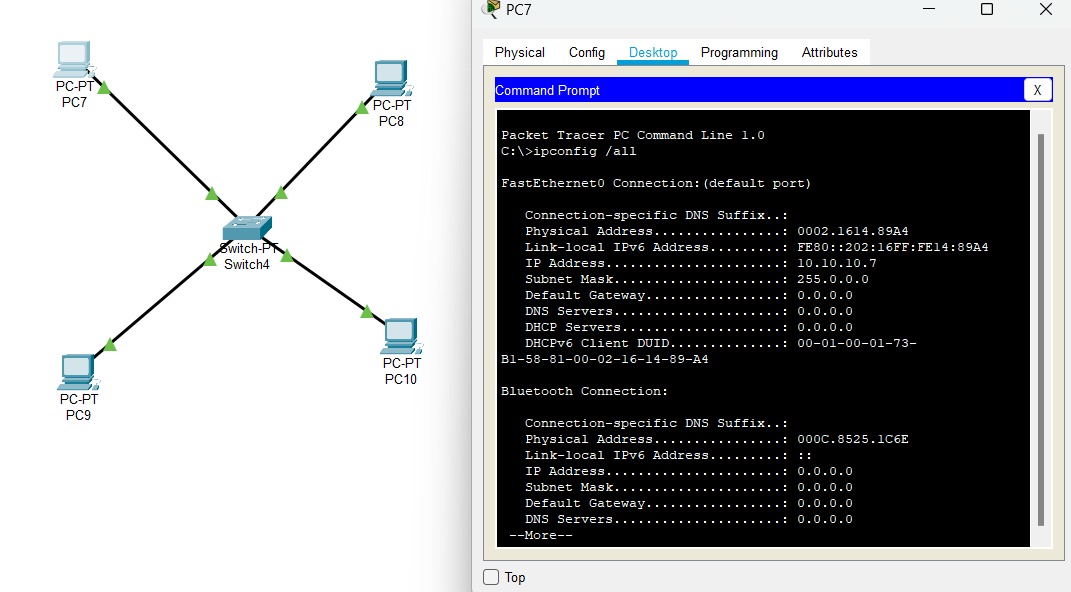 PC7
Physical Config Desktop Programming Attributes
Command Prompt
X
Packet Tracer PC Command Line 1.0
C:\>ipconfig /all
FastEthernet0 Connection:(default port)
Connection-specific DNS Suffix..:
Physical Address................: 0002.1614.89A4
Link-local IPv6 Address.........: FE80::202:16FF:FE14:89A4
IP Address......................: 10.10.10.7
Subnet Mask.....................: 255.0.0.0
Default Gateway.................: 0.0.0.0
DNS Servers.....................: 0.0.0.0
DHCP Servers....................: 0.0.0.0
DHCPv6 Client DUID..............: 00-01-00-01-73-
B1-58-81-00-02-16-14-89-A4
Bluetooth Connection:
Connection-specific DNS Suffix..:
Physical Address................: 000C.8525.1C6E
Link-local IPv6 Address.........: ::
IP Address......................: 0.0.0.0
Subnet Mask.....................: 0.0.0.0
Default Gateway.................: 0.0.0.0
DNS Servers.....................: 0.0.0.0
--More--
Top
PC-PT
PC7
PC-PT
PC8
Switch-PT
Switch4
PC-PT
PC10
PC-PT
PC9